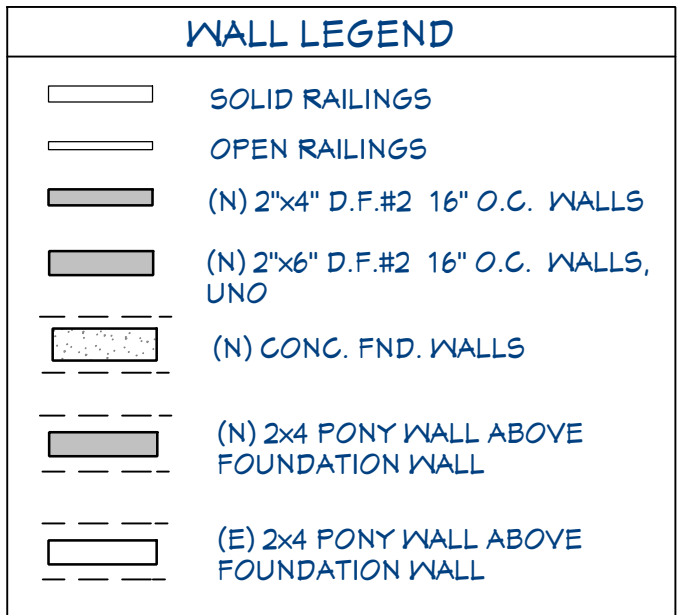 WALL LEGEND
SOLID RAILINGS
OPEN RAILINGS
(N) 2"x4" D.F.#2 16" O.C. WALLS
(N) 2"x6" D.F.#2 16" O.C. WALLS,
UNO
(N) CONC. FND. WALLS
(N) 2x4 PONY WALL ABOVE
FOUNDATION WALL
(E) 2x4 PONY WALL ABOVE
FOUNDATION WALL